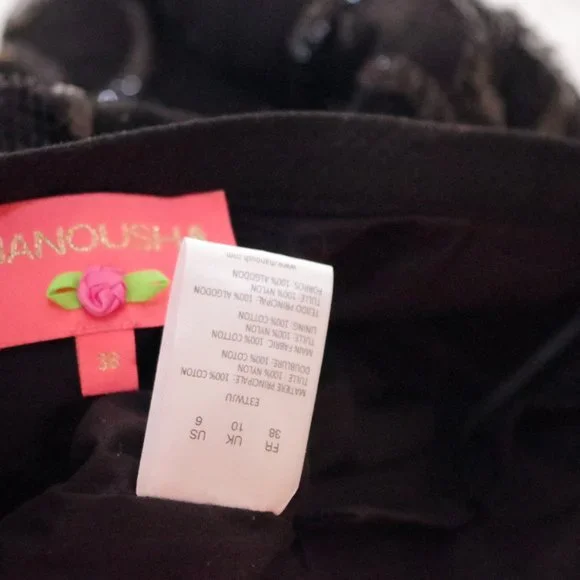 ANOUSHA
38
FR UK US
38 10 6
E3TWJU
MATIERE PRINCIPALE: 100% COTON
TULLE: 100% NYLON
DOUBLURE: 100% COTON
MAIN FABRIC: 100% COTTON
TULLE: 100% NYLON
LINING: 100% COTTON
TEJIDO PRINCIPAL: 100% ALGODON
TULLE: 100% NYLON
FORROS: 100% ALGODON
www.manoush.com